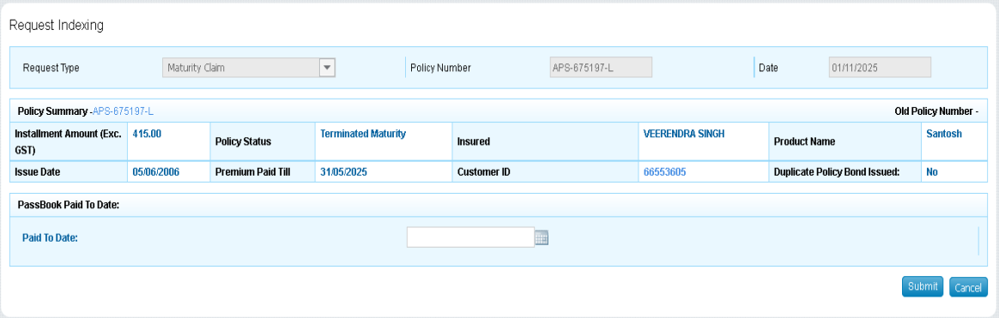 Request Indexing
Request Type Maturity Claim Policy Number APS-675197-L Date 01/11/2025
Policy Summary -APS-675197-L Old Policy Number -
Installment Amount (Exc. GST) 415.00 Policy Status Terminated Maturity Insured VEERENDRA SINGH Product Name Santosh
Issue Date 05/06/2006 Premium Paid Till 31/05/2025 Customer ID 66553605 Duplicate Policy Bond Issued: No
PassBook Paid To Date:
Paid To Date:
Submit Cancel